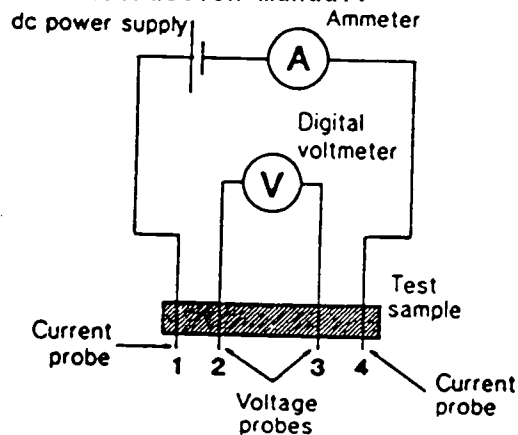 dc power supply
Ammeter
A
Digital
voltmeter
V
Test
sample
Current
probe
1 2 3 4
Voltage
probes
Current
probe